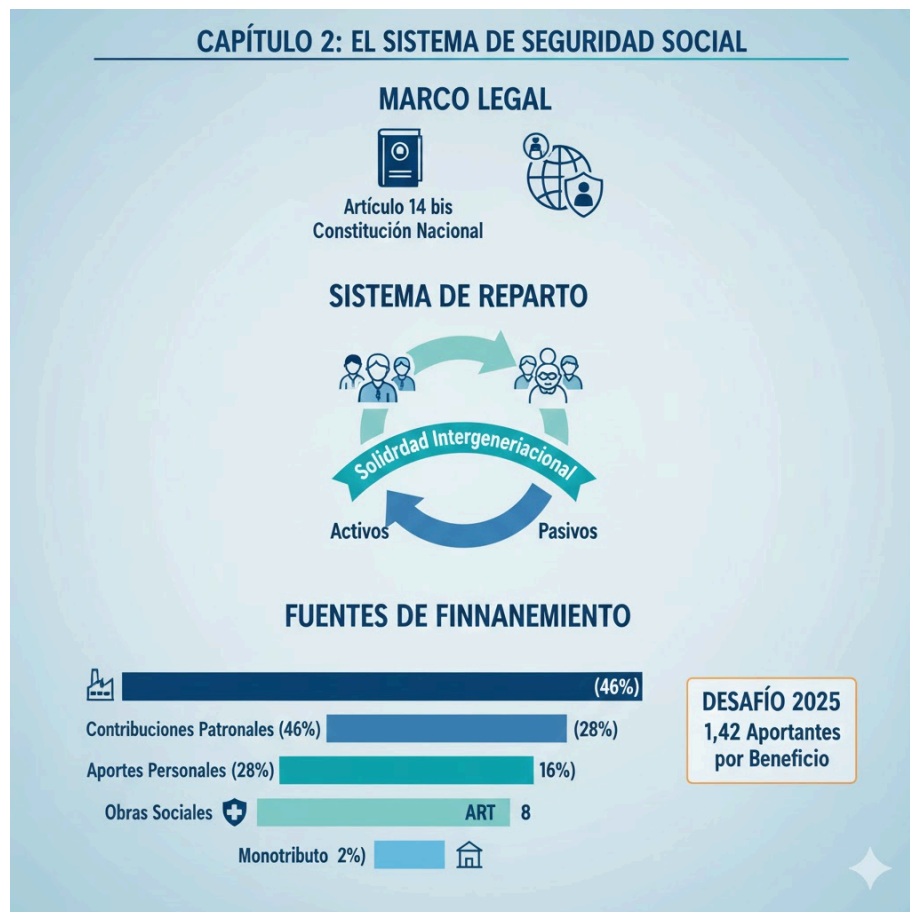 CAPÍTULO 2: EL SISTEMA DE SEGURIDAD SOCIAL
MARCO LEGAL
Artículo 14 bis
Constitución Nacional
SISTEMA DE REPARTO
Solidrdad Intergeneriacional
Activos
Pasivos
FUENTES DE FINNANEMIENTO
(46%)
Contribuciones Patronales (46%)
(28%)
Aportes Personales (28%)
16%)
Obras Sociales
ART
8
Monotributo 2%)
DESAFÍO 2025
1,42 Aportantes
por Beneficio